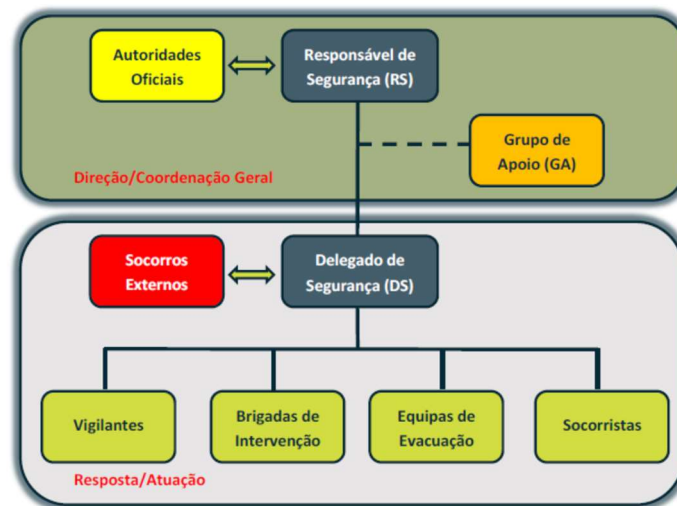 Autoridades
Oficiais
Responsável de
Segurança (RS)
Grupo de
Apoio (GA)
Direção/Coordenação Geral
Socorros
Externos
Delegado de
Segurança (DS)
Vigilantes
Brigadas de
Intervenção
Equipas de
Evacuação
Socorristas
Resposta/Atuação